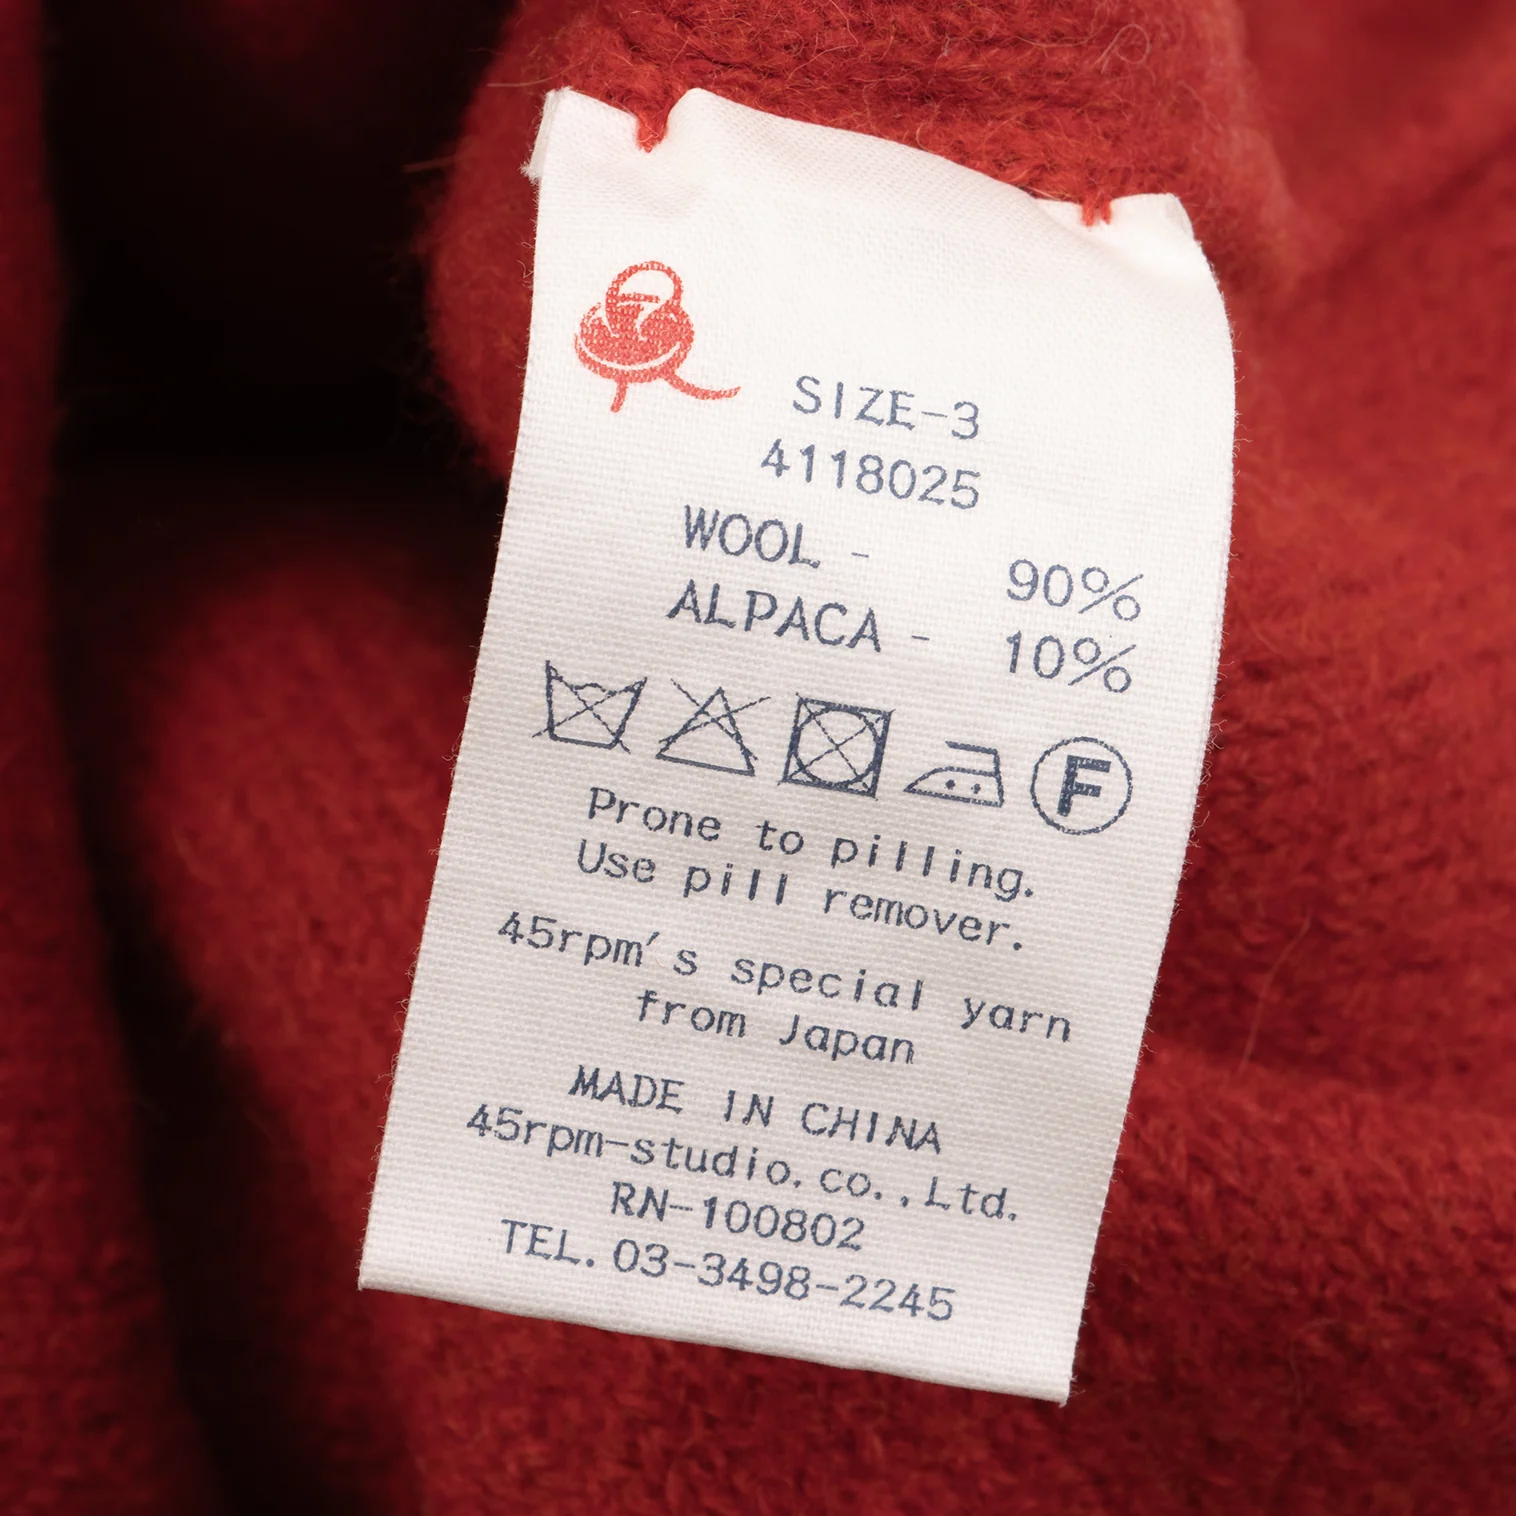 SIZE-3
4118025
WOOL - 90%
ALPACA - 10%
F
Prone to pilling.
Use pill remover.
45rpm's special yarn
from Japan
MADE IN CHINA
45rpm-studio.co.,Ltd.
RN-100802
TEL.03-3498-2245